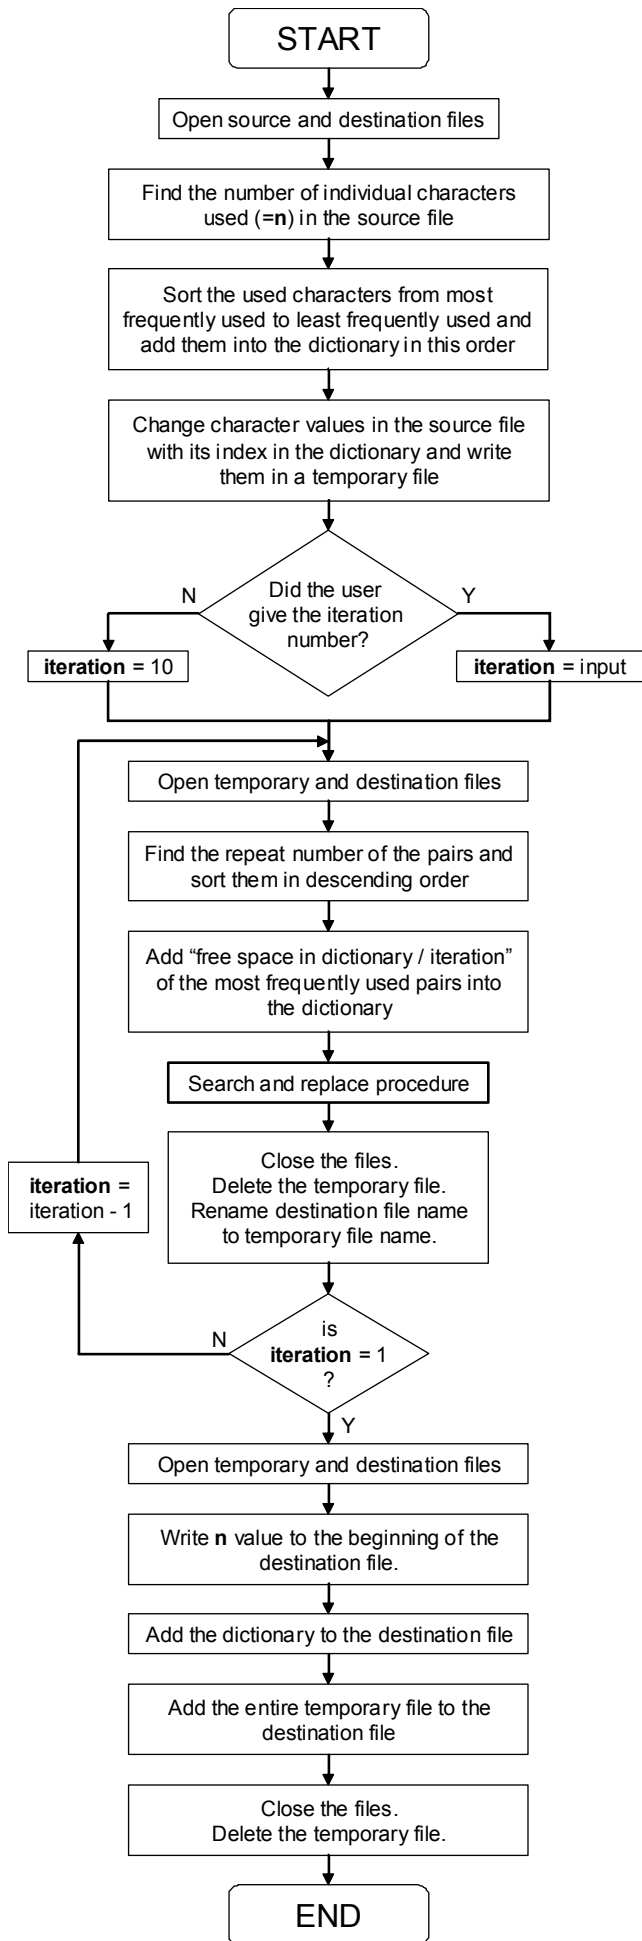 START
Open source and destination files
Find the number of individual characters
used (=n) in the source file
Sort the used characters from most
frequently used to least frequently used and
add them into the dictionary in this order
Change character values in the source file
with its index in the dictionary and write
them in a temporary file
Did the user
give the iteration
number?
N
Y
iteration = 10
iteration = input
Open temporary and destination files
Find the repeat number of the pairs and
sort them in descending order
Add “free space in dictionary / iteration”
of the most frequently used pairs into
the dictionary
Search and replace procedure
Close the files.
Delete the temporary file.
Rename destination file name
to temporary file name.
iteration =
iteration - 1
is
iteration = 1
?
N
Y
Open temporary and destination files
Write n value to the beginning of the
destination file.
Add the dictionary to the destination file
Add the entire temporary file to the
destination file
Close the files.
Delete the temporary file.
END